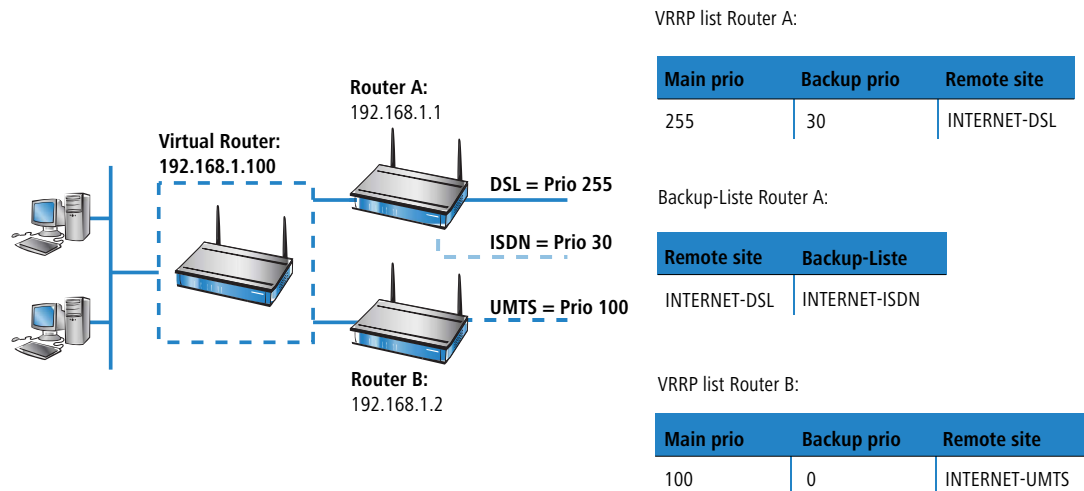 Router A:
192.168.1.1
Virtual Router:
192.168.1.100
DSL = Prio 255
ISDN = Prio 30
UMTS = Prio 100
Router B:
192.168.1.2
VRRP list Router A:
Main prio Backup prio Remote site
255 30 INTERNET-DSL
Backup-Liste Router A:
Remote site Backup-Liste
INTERNET-DSL INTERNET-ISDN
VRRP list Router B:
Main prio Backup prio Remote site
100 0 INTERNET-UMTS